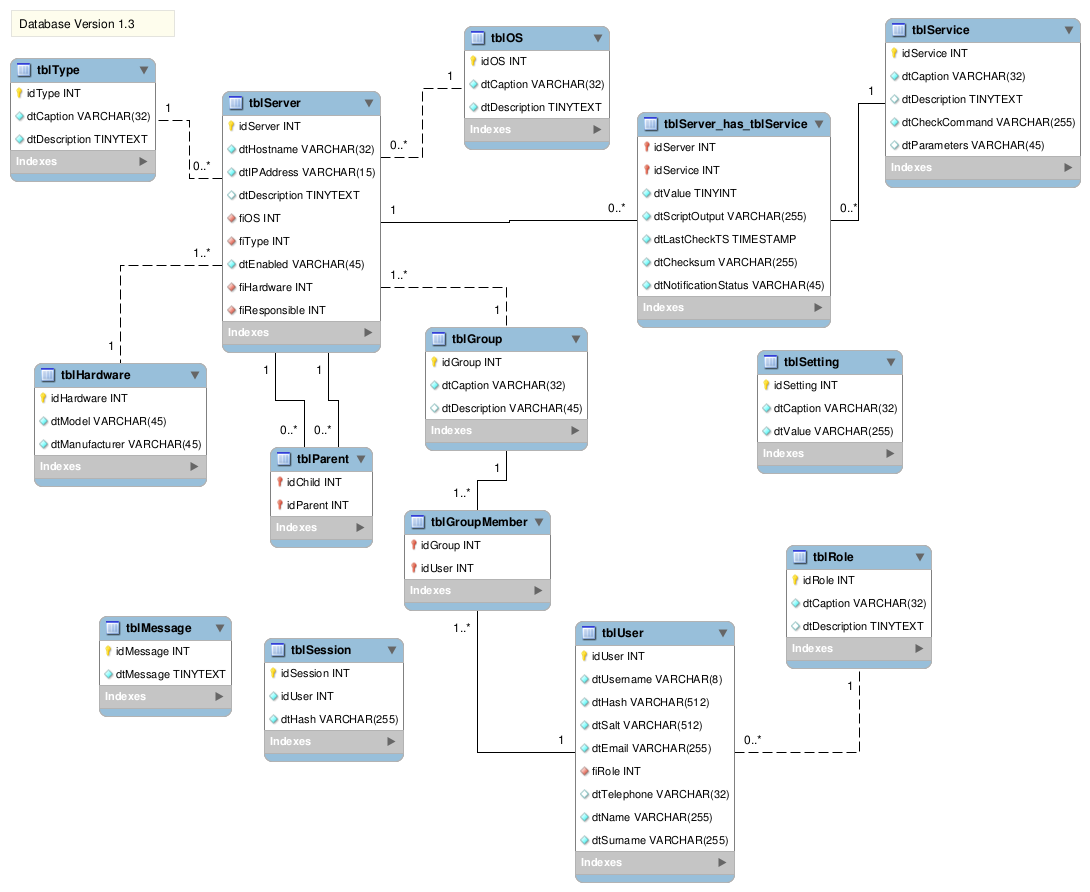 Database Version 1.3
tblType
idType INT
dtCaption VARCHAR(32)
dtDescription TINYTEXT
Indexes
1
0..*
tblServer
idServer INT
dtHostname VARCHAR(32)
dtIPAddress VARCHAR(15)
dtDescription TINYTEXT
fiOS INT
fiType INT
dtEnabled VARCHAR(45)
fiHardware INT
fiResponsible INT
Indexes
1
0..*
tblOS
idOS INT
dtCaption VARCHAR(32)
dtDescription TINYTEXT
Indexes
1
0..*
tblServer_has_tblService
idServer INT
idService INT
dtValue TINYINT
dtScriptOutput VARCHAR(255)
dtLastCheckTS TIMESTAMP
dtChecksum VARCHAR(255)
dtNotificationStatus VARCHAR(45)
Indexes
1
0..*
tblService
idService INT
dtCaption VARCHAR(32)
dtDescription TINYTEXT
dtCheckCommand VARCHAR(255)
dtParameters VARCHAR(45)
Indexes
1..*
1
tblHardware
idHardware INT
dtModel VARCHAR(45)
dtManufacturer VARCHAR(45)
Indexes
1
1
0..*
0..*
tblParent
idChild INT
idParent INT
Indexes
1..*
1
tblGroup
idGroup INT
dtCaption VARCHAR(32)
dtDescription VARCHAR(45)
Indexes
1
1..*
tblGroupMember
idGroup INT
idUser INT
Indexes
1..*
1
tblSetting
idSetting INT
dtCaption VARCHAR(32)
dtValue VARCHAR(255)
Indexes
tblRole
idRole INT
dtCaption VARCHAR(32)
dtDescription TINYTEXT
Indexes
1
0..*
tblMessage
idMessage INT
dtMessage TINYTEXT
Indexes
tblSession
idSession INT
idUser INT
dtHash VARCHAR(255)
Indexes
tblUser
idUser INT
dtUsername VARCHAR(8)
dtHash VARCHAR(512)
dtSalt VARCHAR(512)
dtEmail VARCHAR(255)
fiRole INT
dtTelephone VARCHAR(32)
dtName VARCHAR(255)
dtSurname VARCHAR(255)
Indexes